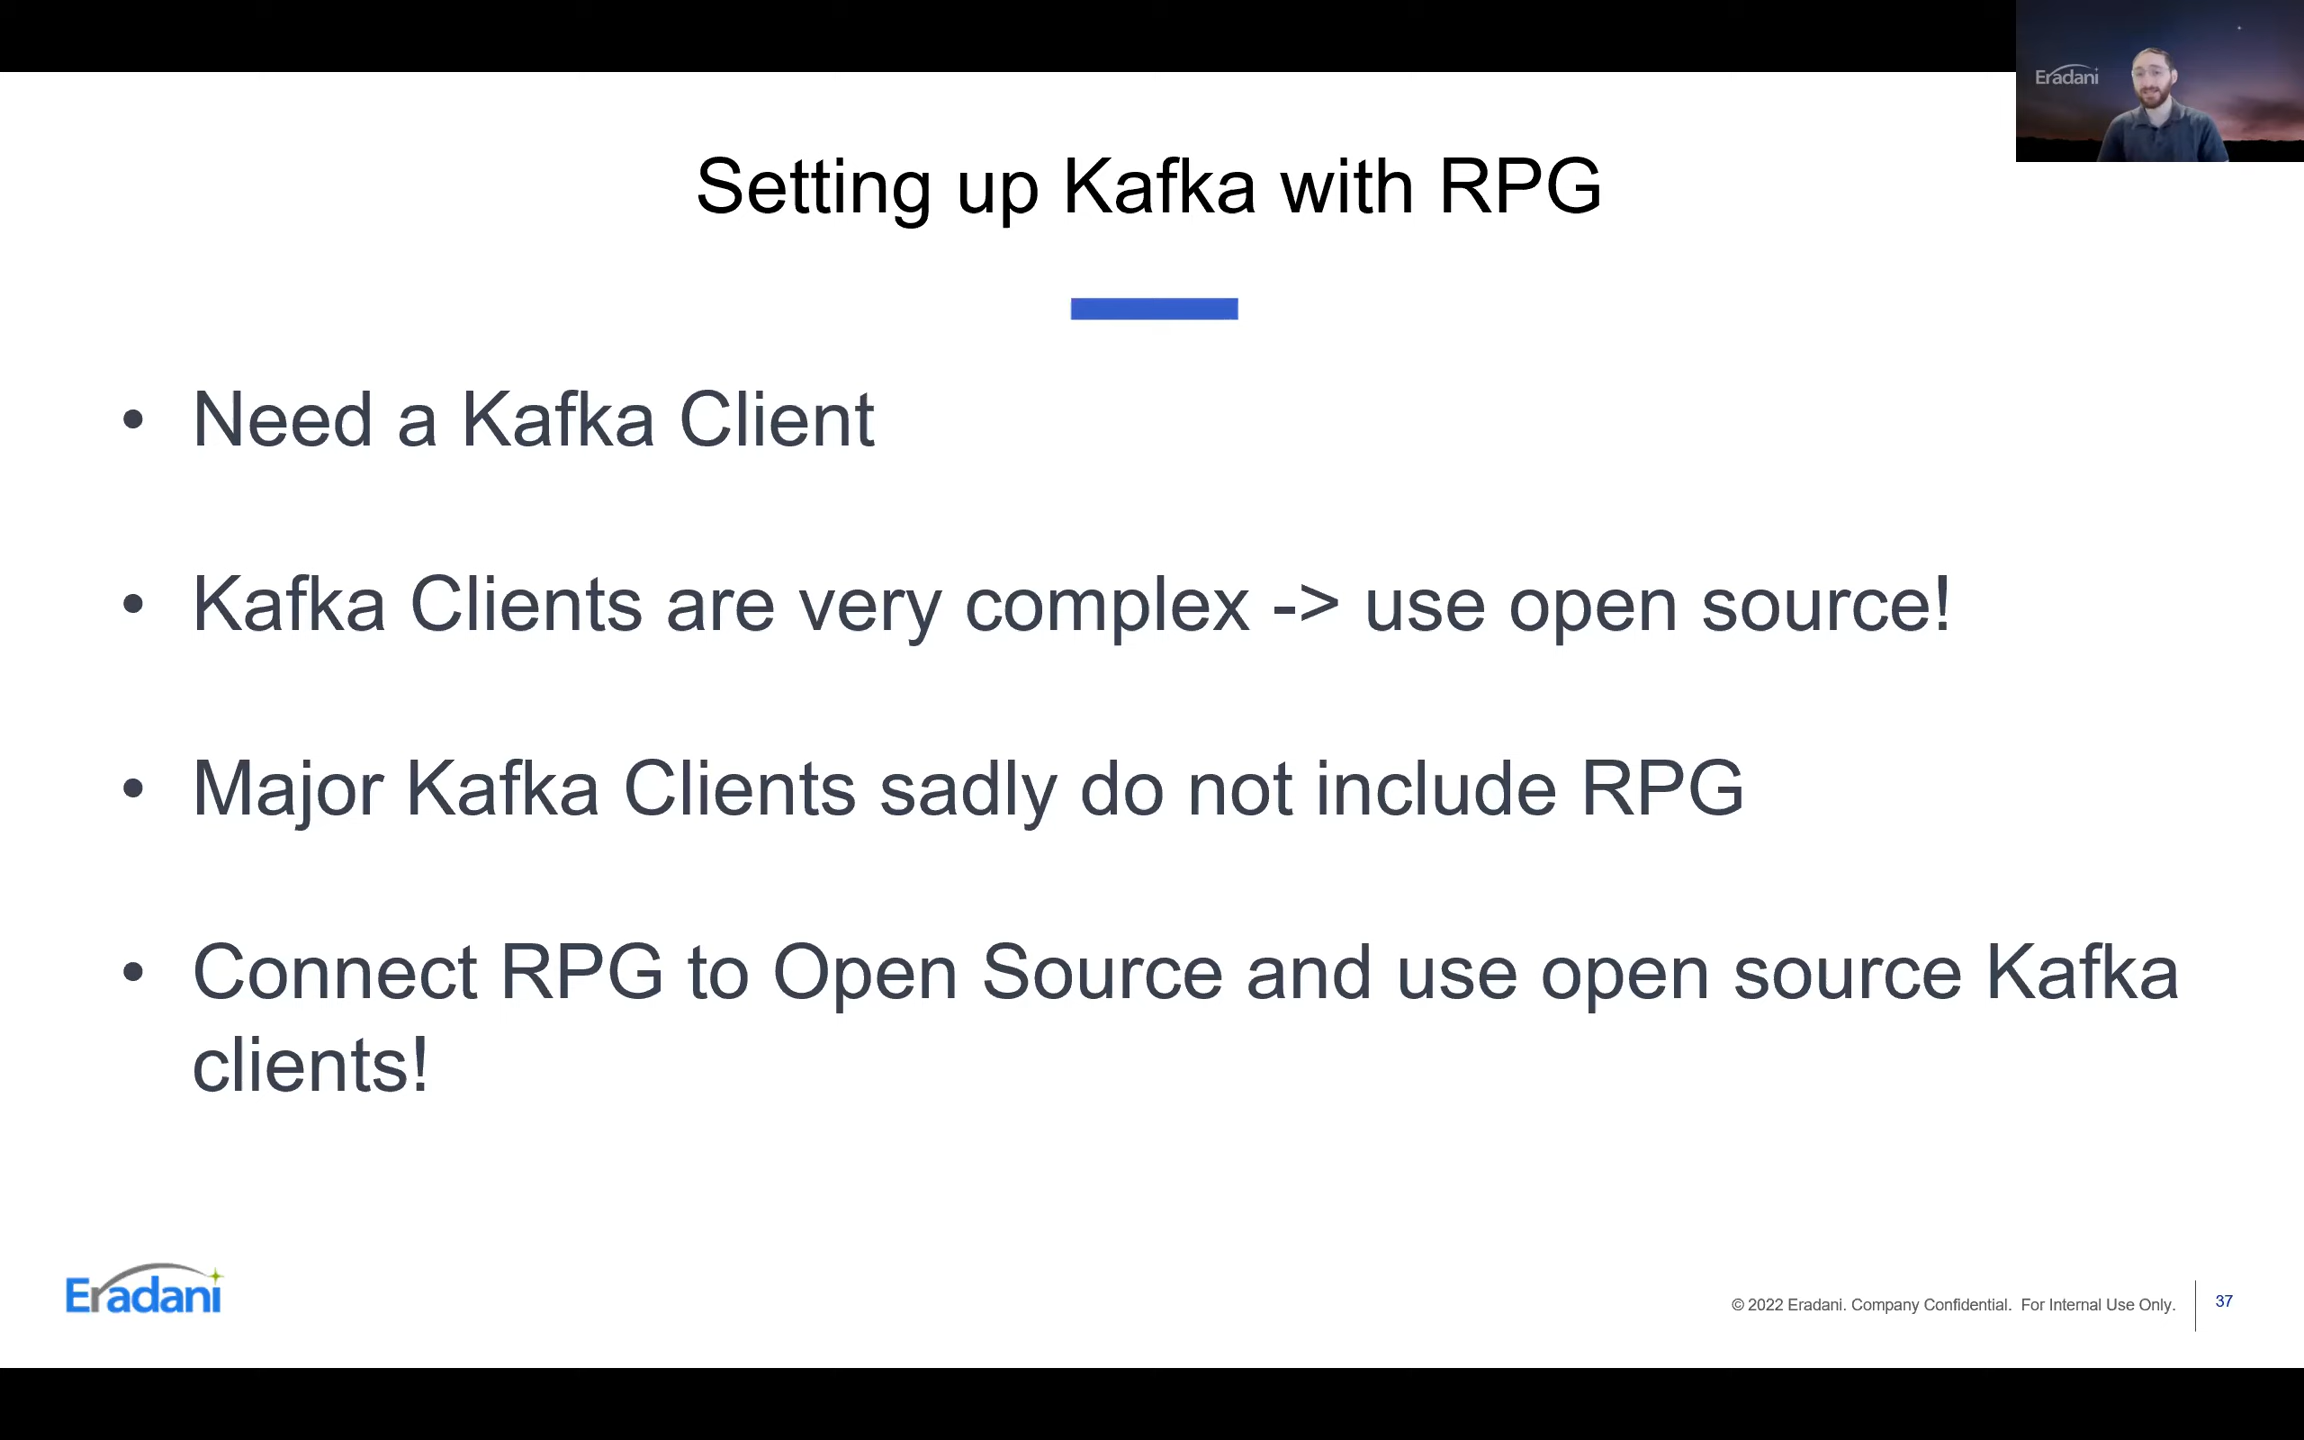 Eradani
Setting up Kafka with RPG
• Need a Kafka Client
• Kafka Clients are very complex -> use open source!
• Major Kafka Clients sadly do not include RPG
• Connect RPG to Open Source and use open source Kafka
clients!
Eradani
© 2022 Eradani. Company Confidential. For Internal Use Only.
37